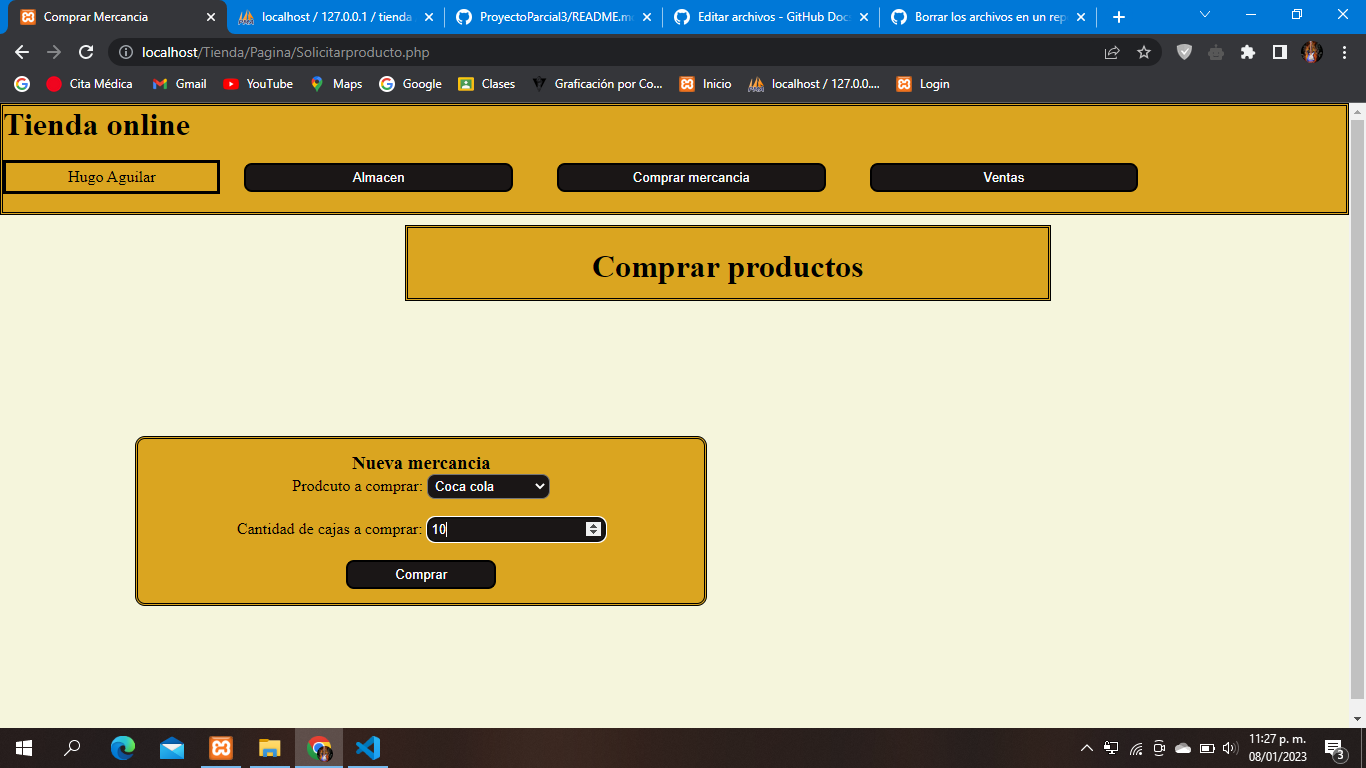 Comprar Mercancia
localhost / 127.0.0.1 / tienda
ProyectoParcial3/README.m
Editar archivos - GitHub Doc
Borrar los archivos en un rep
localhost/Tienda/Pagina/Solicitarproducto.php
Cita Médica
Gmail
YouTube
Maps
Google
Clases
Graficación por Co...
Inicio
localhost / 127.0.0....
Login
Tienda online
Hugo Aguilar
Almacen
Comprar mercancia
Ventas
Comprar productos
Nueva mercancia
Prodcuto a comprar: Coca cola
Cantidad de cajas a comprar: 10
Comprar
11:27 p. m.
08/01/2023
3